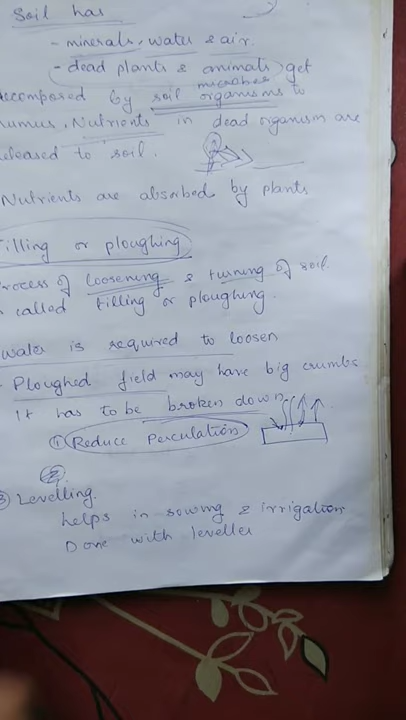 Soil has
- minerals, water & air.
- dead plants & animals get
microbes
decomposed by soil organisms to
humus. Nutrients in dead organism are
released to soil.
Nutrients are absorbed by plants
Tilling or ploughing
Process of loosening & turning of soil
is called tilling or ploughing.
water is required to loosen
- Ploughed field may have big crumbs
It has to be broken down.
① Reduce Perculation
②
③ Levelling.
helps in sowing & irrigation
Done with leveller